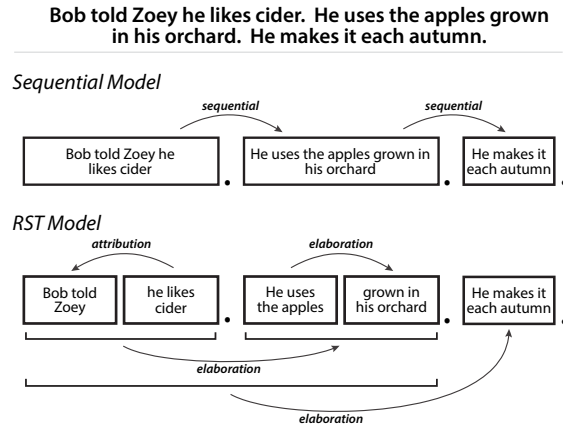 Bob told Zoey he likes cider.  He uses the apples grown
in his orchard.  He makes it each autumn.
Sequential Model
sequential
sequential
Bob told Zoey he
likes cider
.
He uses the apples grown in
his orchard
.
He makes it
each autumn
.
RST Model
attribution
elaboration
Bob told
Zoey
he likes
cider
.
He uses
the apples
grown in
his orchard
.
He makes it
each autumn
.
elaboration
elaboration